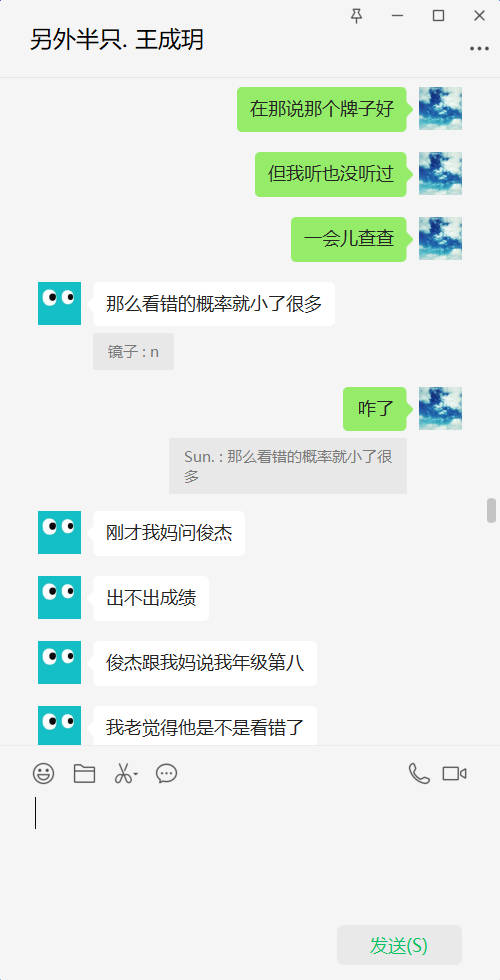 另外半只. 王成玥
在那说那个牌子好
但我听也没听过
一会儿查查
那么看错的概率就小了很多
镜子 : n
咋了
Sun. : 那么看错的概率就小了很
多
刚才我妈问俊杰
出不出成绩
俊杰跟我妈说我年级第八
我老觉得他是不是看错了
发送(S)